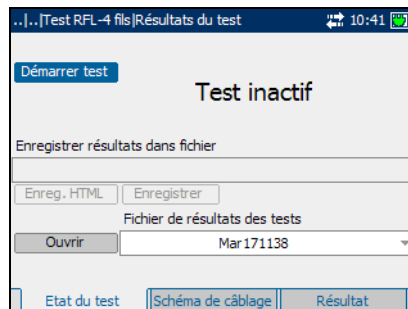 ..|..|Test RFL-4 fils|Résultats du test 10:41
Démarrer test
Test inactif
Enregistrer résultats dans fichier
Enreg. HTML Enregistrer
Fichier de résultats des tests
Ouvrir Mar171138
Etat du test Schéma de câblage Résultat